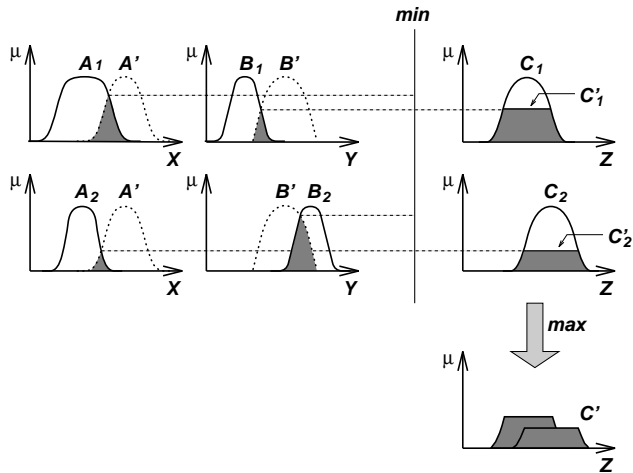 min
μ A1 A' μ B1 B' μ C1
C'1
X Y Z
μ A2 A' μ B' B2 μ C2
C'2
X Y Z
max
μ
C'
Z